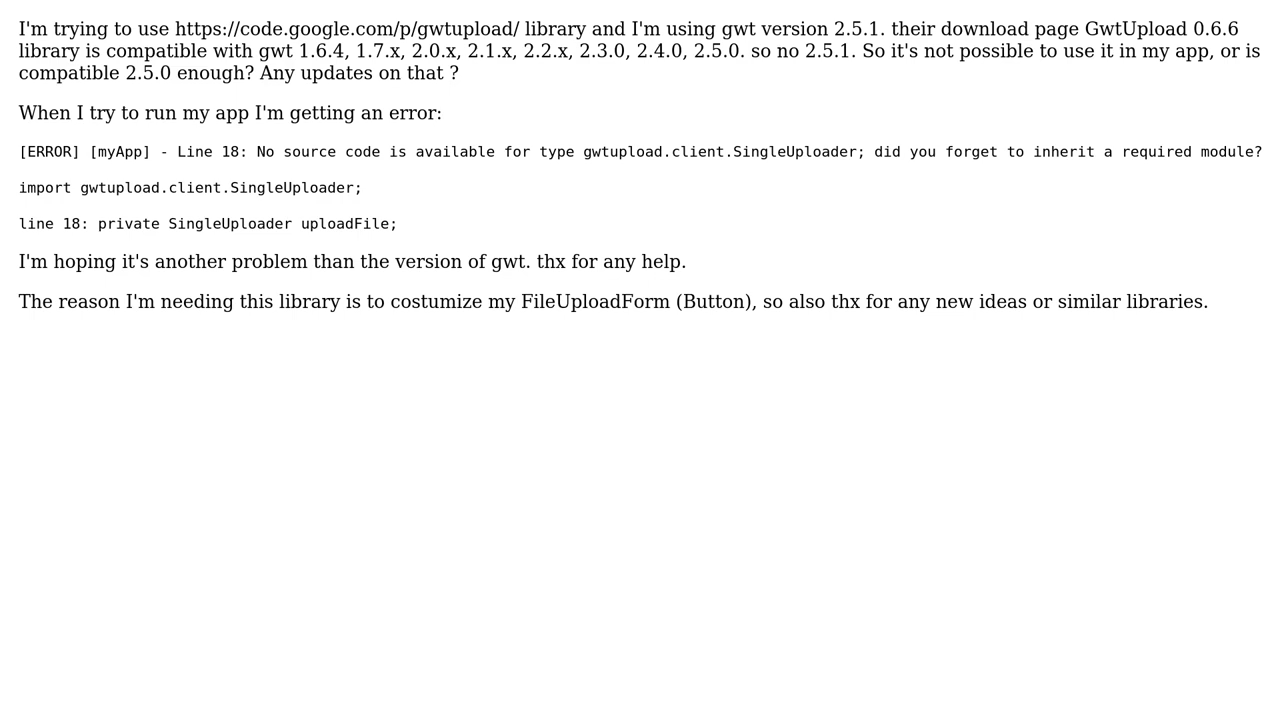 I'm trying to use https://code.google.com/p/gwtupload/ library and I'm using gwt version 2.5.1. their download page GwtUpload 0.6.6
library is compatible with gwt 1.6.4, 1.7.x, 2.0.x, 2.1.x, 2.2.x, 2.3.0, 2.4.0, 2.5.0. so no 2.5.1. So it's not possible to use it in my app, or is
compatible 2.5.0 enough? Any updates on that ?
When I try to run my app I'm getting an error:
[ERROR] [myApp] - Line 18: No source code is available for type gwtupload.client.SingleUploader; did you forget to inherit a required module?
import gwtupload.client.SingleUploader;
line 18: private SingleUploader uploadFile;
I'm hoping it's another problem than the version of gwt. thx for any help.
The reason I'm needing this library is to costumize my FileUploadForm (Button), so also thx for any new ideas or similar libraries.